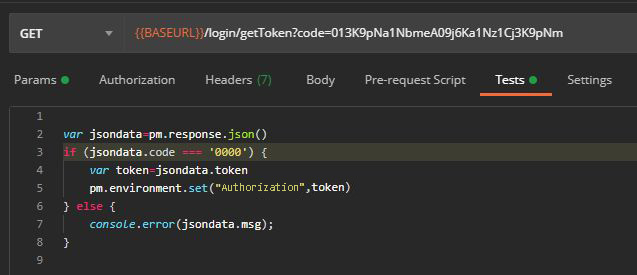 GET {{BASEURL}}/login/getToken?code=013K9pNa1NbmeA09j6Ka1Nz1Cj3K9pNm
Params Authorization Headers (7) Body Pre-request Script Tests Settings
1
2 var jsondata=pm.response.json()
3 if (jsondata.code === '0000') {
4 var token=jsondata.token
5 pm.environment.set("Authorization",token)
6 } else {
7 console.error(jsondata.msg);
8 }
9